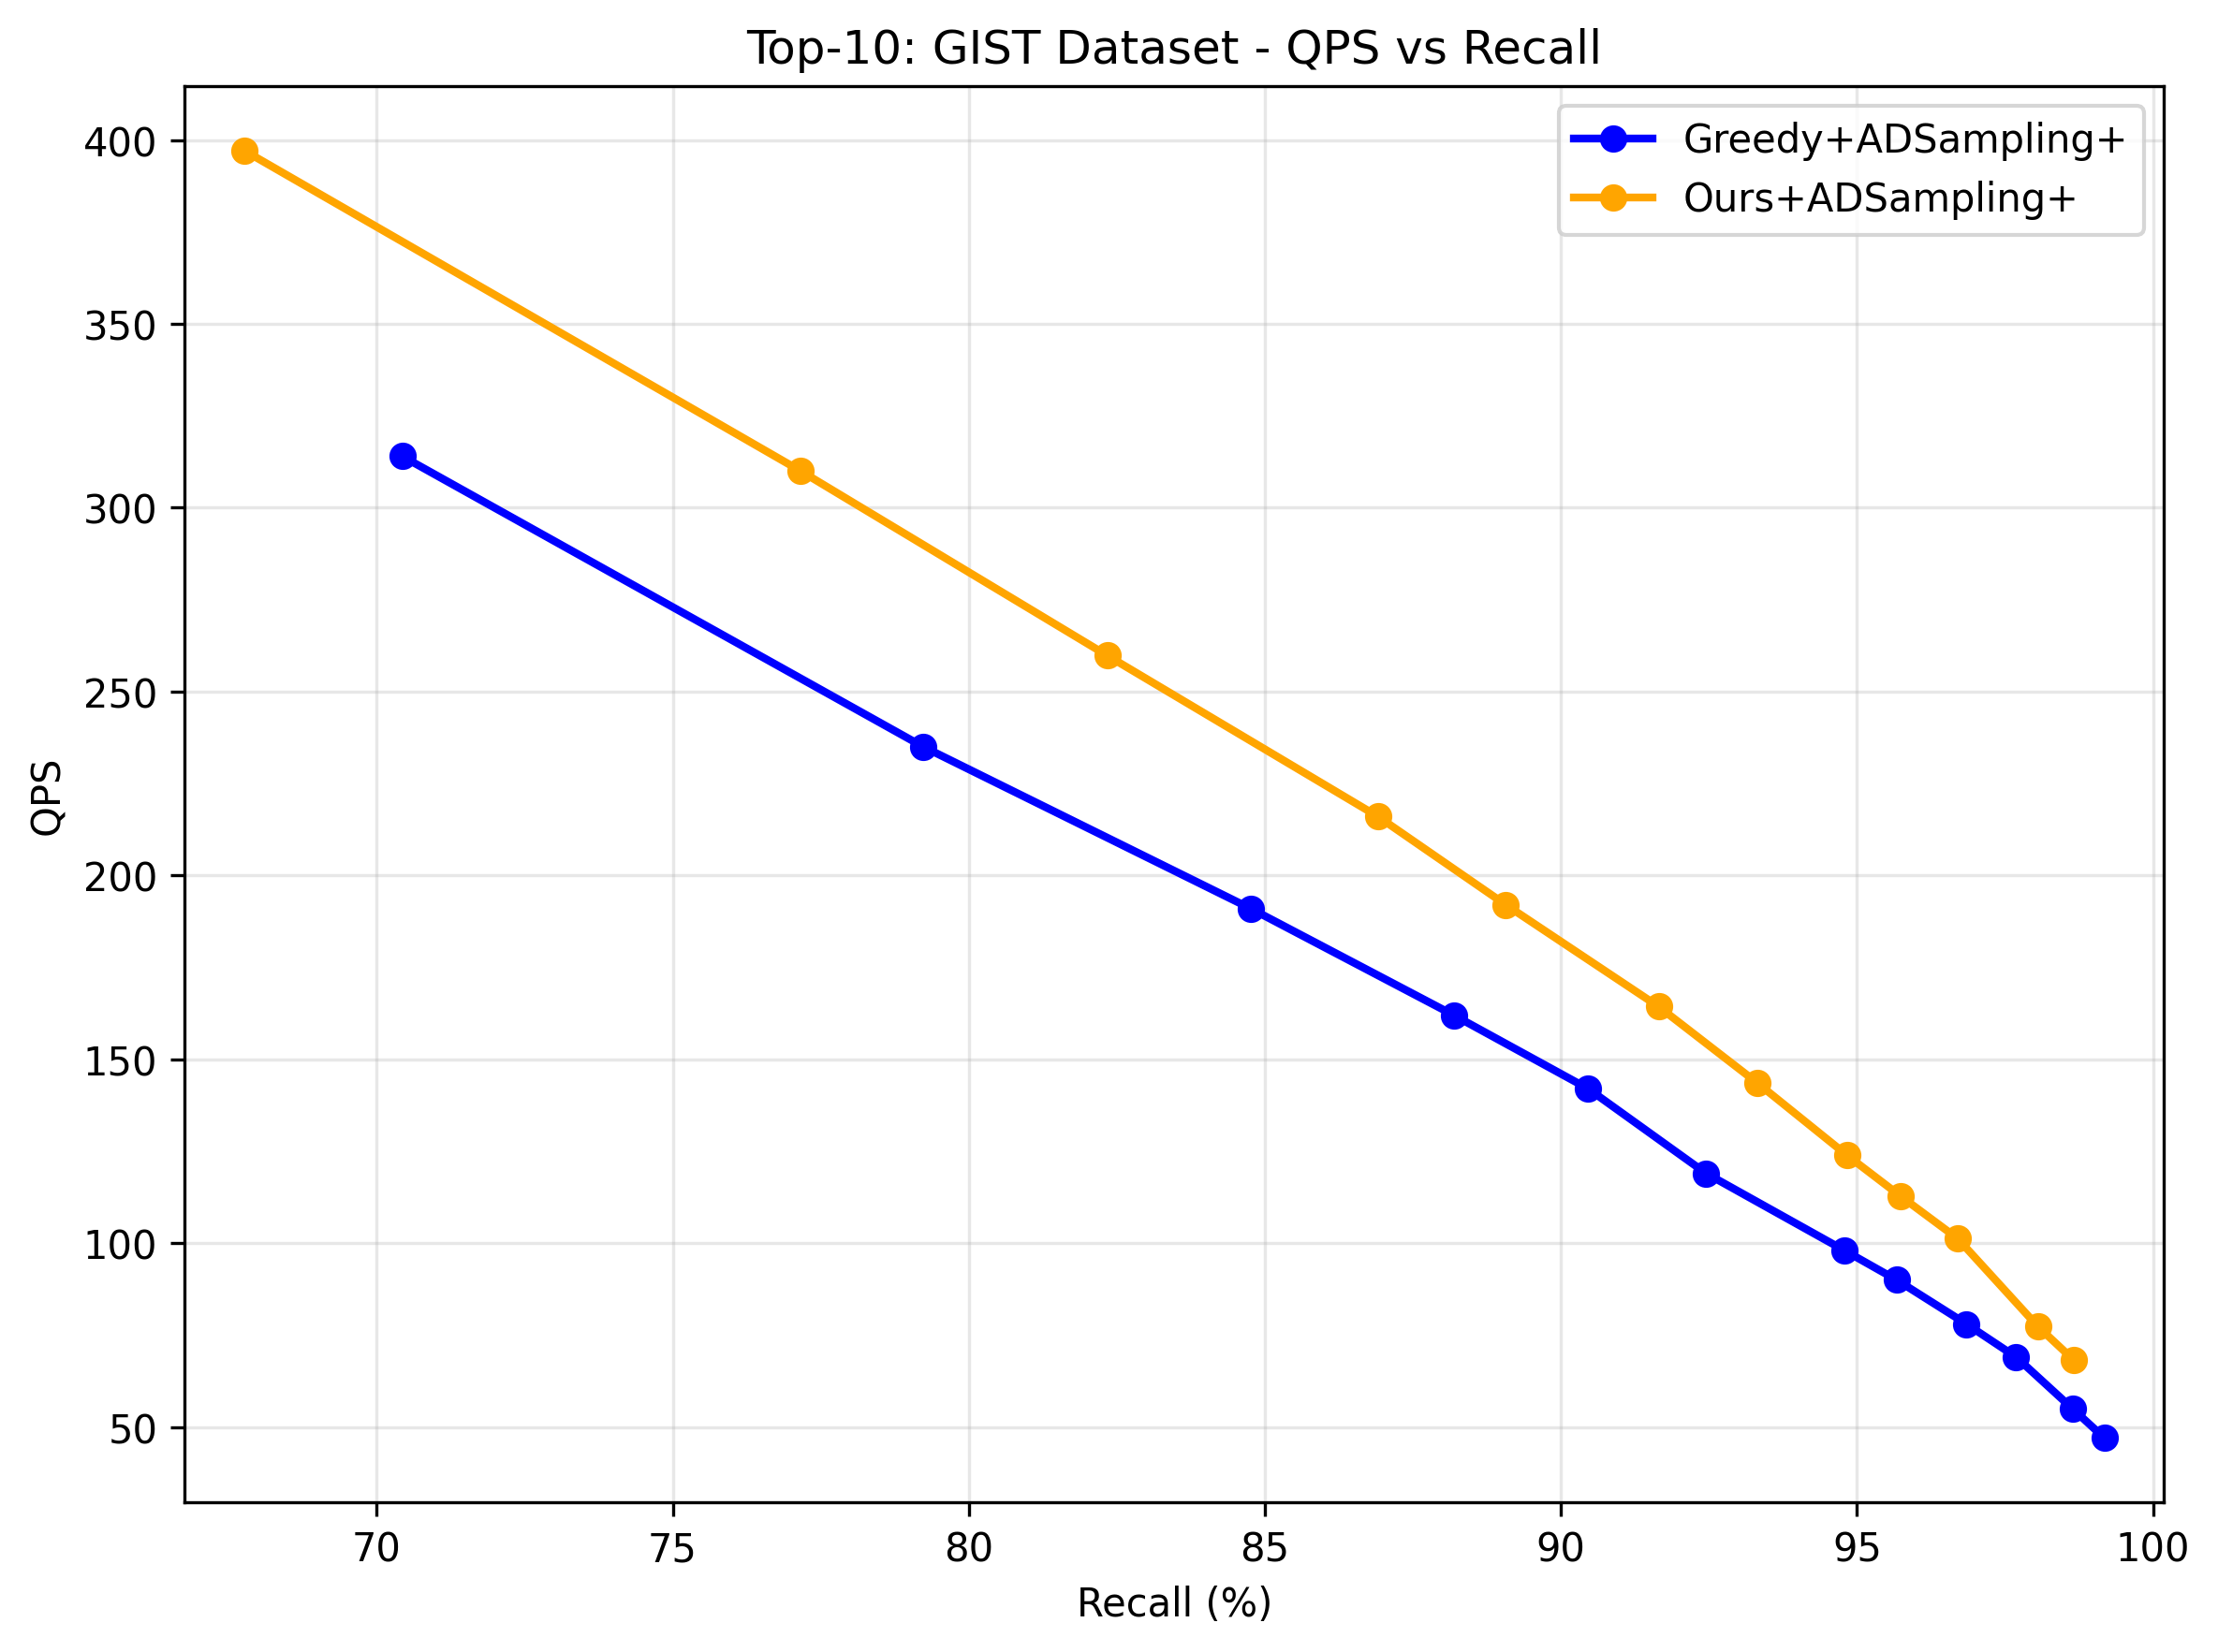 Top-10: GIST Dataset - QPS vs Recall
Greedy+ADSampling+
Ours+ADSampling+
400
350
300
250
200
150
100
50
QPS
70 75 80 85 90 95 100
Recall (%)